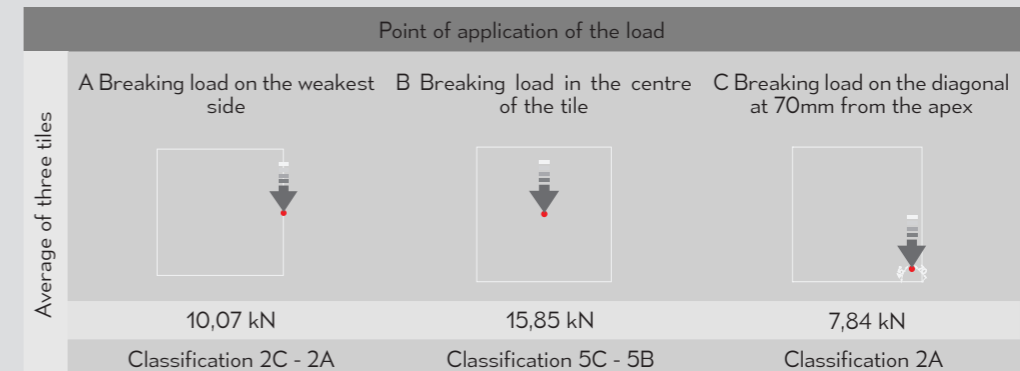 Point of application of the load
Average of three tiles
A Breaking load on the weakest
side
B Breaking load in the centre
of the tile
C Breaking load on the diagonal
at 70mm from the apex
10,07 kN
15,85 kN
7,84 kN
Classification 2C - 2A
Classification 5C - 5B
Classification 2A